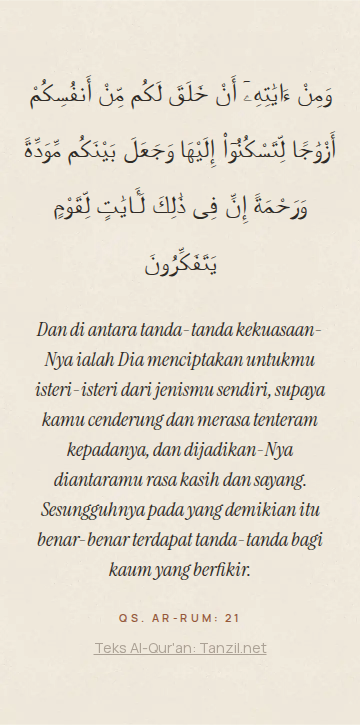 وَمِنْ ءَايَٰتِهِۦٓ أَنْ خَلَقَ لَكُم مِّنْ أَنفُسِكُمْ
أَزْوَٰجًا لِّتَسْكُنُوٓا۟ إِلَيْهَا وَجَعَلَ بَيْنَكُم مَّوَدَّةً
وَرَحْمَةً إِنَّ فِى ذَٰلِكَ لَءَايَٰتٍ لِّقَوْمٍ
يَتَفَكَّرُونَ
Dan di antara tanda-tanda kekuasaan-
Nya ialah Dia menciptakan untukmu
isteri-isteri dari jenismu sendiri, supaya
kamu cenderung dan merasa tenteram
kepadanya, dan dijadikan-Nya
diantaramu rasa kasih dan sayang.
Sesungguhnya pada yang demikian itu
benar-benar terdapat tanda-tanda bagi
kaum yang berfikir.
QS. AR-RUM: 21
Teks Al-Qur'an: Tanzil.net